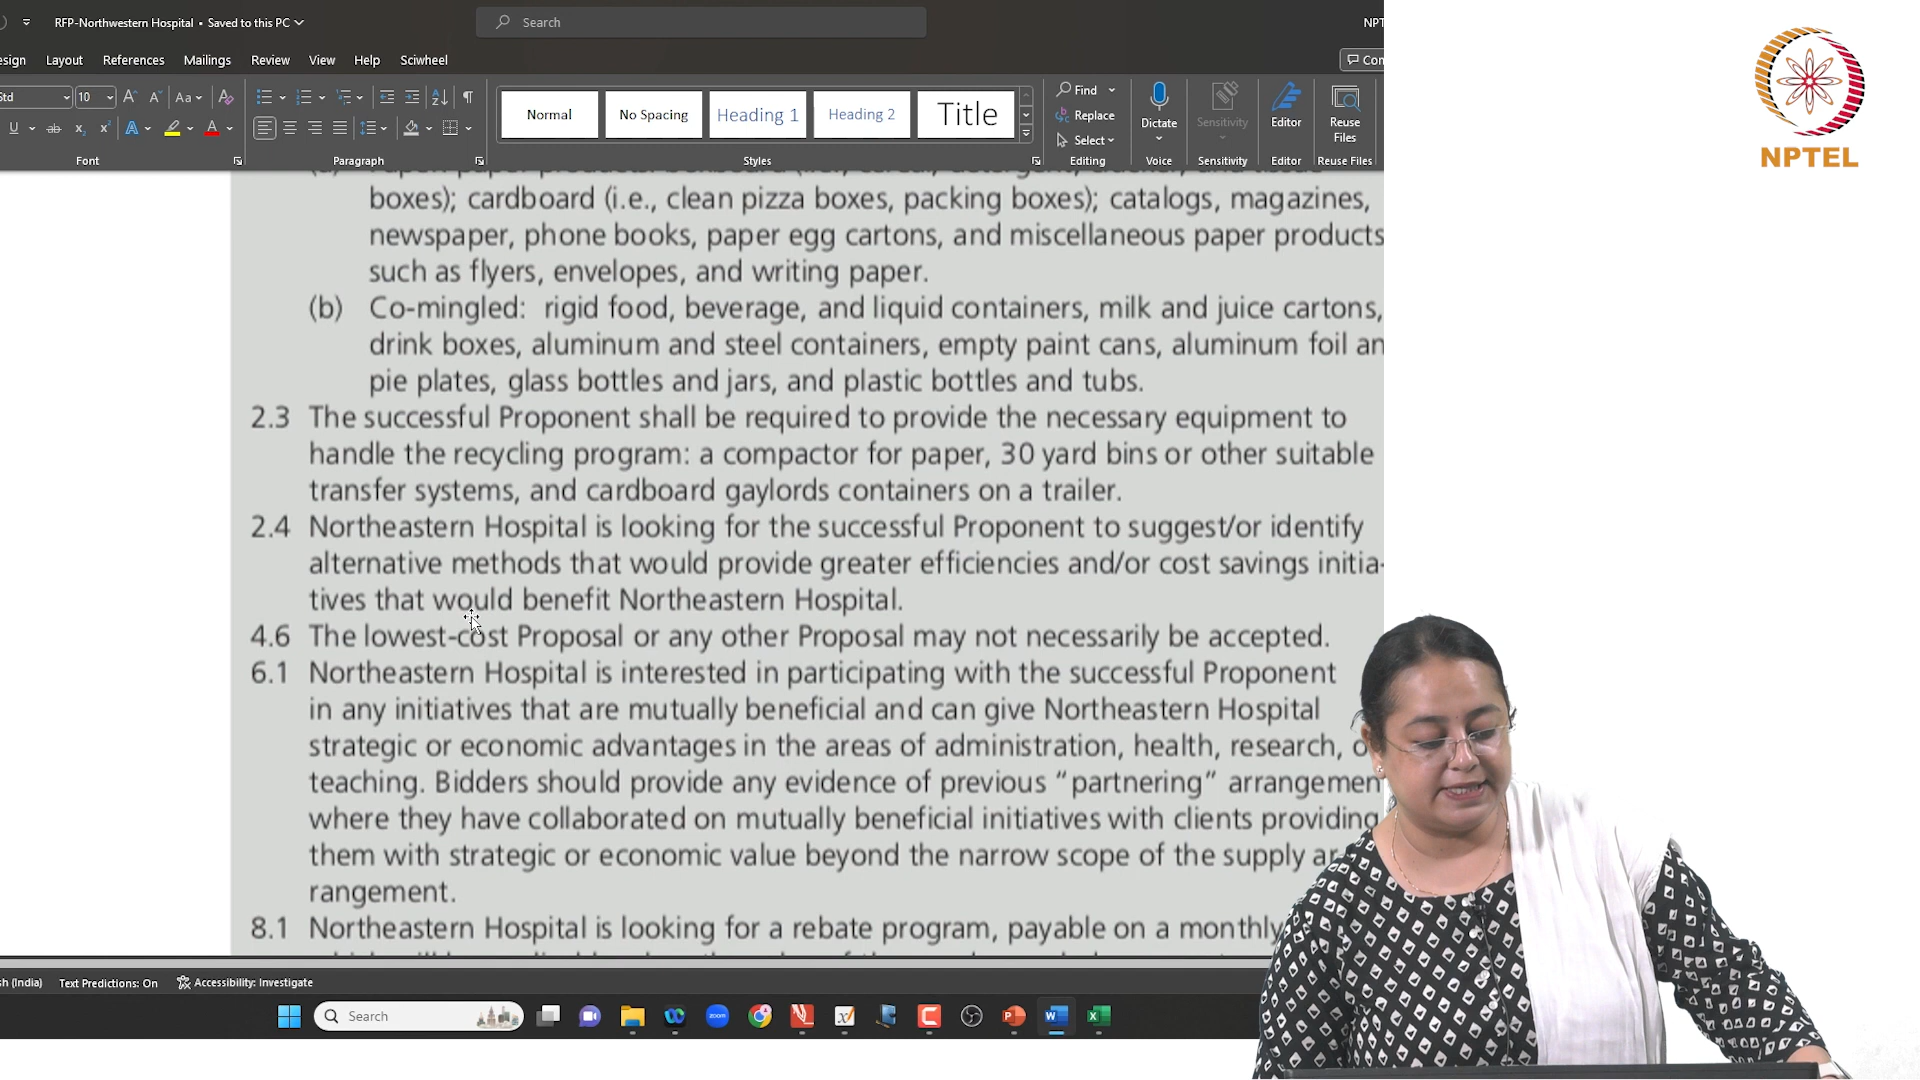 RFP-Northwestern Hospital • Saved to this PC
Search
NPT
esign Layout References Mailings Review View Help Sciwheel
Com
Std 10 Aa
Normal No Spacing Heading 1 Heading 2 Title
Find
Replace
Select
Dictate Sensitivity Editor Reuse Files
Font Paragraph Styles Editing Voice Sensitivity Editor Reuse Files
NPTEL
boxes); cardboard (i.e., clean pizza boxes, packing boxes); catalogs, magazines,
newspaper, phone books, paper egg cartons, and miscellaneous paper products
such as flyers, envelopes, and writing paper.
(b) Co-mingled: rigid food, beverage, and liquid containers, milk and juice cartons,
drink boxes, aluminum and steel containers, empty paint cans, aluminum foil an
pie plates, glass bottles and jars, and plastic bottles and tubs.
2.3 The successful Proponent shall be required to provide the necessary equipment to
handle the recycling program: a compactor for paper, 30 yard bins or other suitable
transfer systems, and cardboard gaylords containers on a trailer.
2.4 Northeastern Hospital is looking for the successful Proponent to suggest/or identify
alternative methods that would provide greater efficiencies and/or cost savings initia-
tives that would benefit Northeastern Hospital.
4.6 The lowest-cost Proposal or any other Proposal may not necessarily be accepted.
6.1 Northeastern Hospital is interested in participating with the successful Proponent
in any initiatives that are mutually beneficial and can give Northeastern Hospital
strategic or economic advantages in the areas of administration, health, research, o
teaching. Bidders should provide any evidence of previous “partnering” arrangemen
where they have collaborated on mutually beneficial initiatives with clients providing
them with strategic or economic value beyond the narrow scope of the supply ar-
rangement.
8.1 Northeastern Hospital is looking for a rebate program, payable on a monthly
sh (India) Text Predictions: On Accessibility: Investigate
Search
zoom